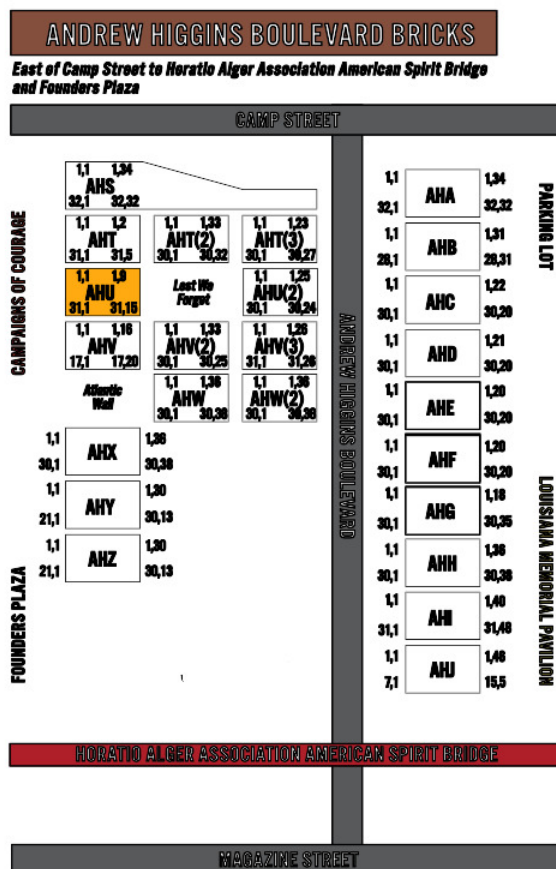 ANDREW HIGGINS BOULEVARD BRICKS
East of Camp Street to Horatio Alger Association American Spirit Bridge
and Founders Plaza
CAMP STREET
CAMPAIGNS OF COURAGE
FOUNDERS PLAZA
1,1 1,34
AHS
32,1 32,32
1,1 1,2
AHT
31,1 31,5
1,1 1,33
AHT(2)
30,1 30,32
1,1 1,23
AHT(3)
30,1 30,27
1,1 1,9
AHU
31,1 31,15
Lest We
Forget
1,1 1,25
AHU(2)
30,1 30,24
1,1 1,16
AHV
17,1 17,20
1,1 1,33
AHV(2)
30,1 30,25
1,1 1,26
AHV(3)
31,1 31,26
Atlantic
Wall
1,1 1,36
AHW
30,1 30,38
1,1 1,36
AHW(2)
30,1 30,38
1,1 1,36
AHX
30,1 30,38
1,1 1,30
AHY
21,1 30,13
1,1 1,30
AHZ
21,1 30,13
ANDREW HIGGINS BOULEVARD
1,1 1,34
AHA
32,1 32,32
1,1 1,31
AHB
28,1 28,31
1,1 1,22
AHC
30,1 30,20
1,1 1,21
AHD
30,1 30,20
1,1 1,20
AHE
30,1 30,20
1,1 1,20
AHF
30,1 30,20
1,1 1,18
AHG
30,1 30,35
1,1 1,36
AHH
30,1 30,38
1,1 1,40
AHI
31,1 31,48
1,1 1,48
AHJ
7,1 15,5
PARKING LOT
LOUISIANA MEMORIAL PAVILION
HORATIO ALGER ASSOCIATION AMERICAN SPIRIT BRIDGE
MAGAZINE STREET